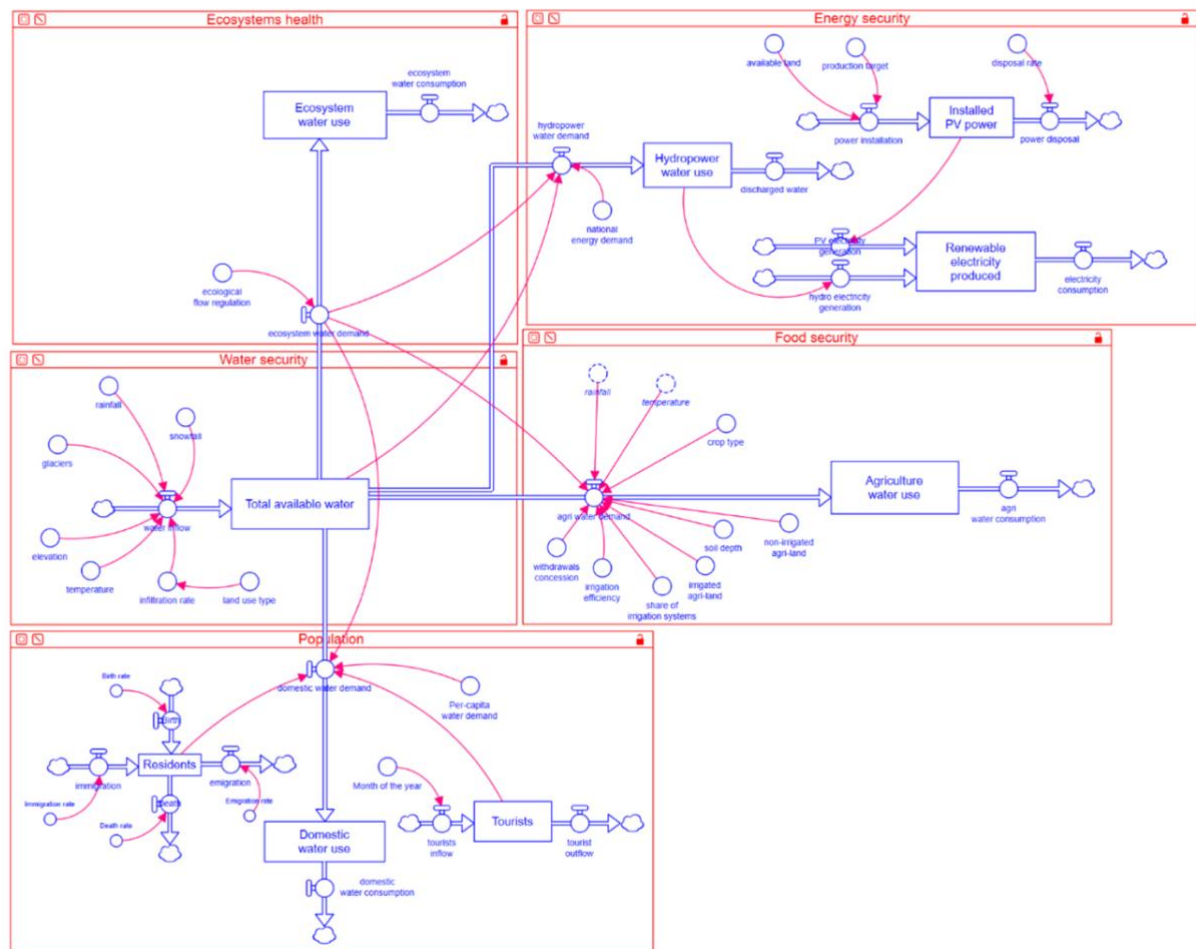 Ecosystems health
ecosystem
water consumption
Ecosystem
water use
ecological
flow regulation
ecosystem water demand
Energy security
available land
production target
disposal rate
Installed
PV power
power installation
power disposal
hydropower
water demand
Hydropower
water use
discharged water
national
energy demand
PV electricity
generation
Renewable
electricity
produced
hydro electricity
generation
electricity
consumption
Water security
rainfall
snowfall
glaciers
Total available water
water inflow
elevation
temperature
infiltration rate
land use type
Food security
rainfall
temperature
crop type
Agriculture
water use
agri water demand
agri
water consumption
soil depth
non-irrigated
agri-land
withdrawals
concession
irrigation
efficiency
irrigated
agri-land
share of
irrigation systems
Population
domestic water demand
Birth rate
Birth
Per-capita
water demand
Residents
immigration
emigration
Immigration rate
Death
Emigration rate
Death rate
Month of the year
Tourists
tourists
inflow
tourist
outflow
Domestic
water use
domestic
water consumption